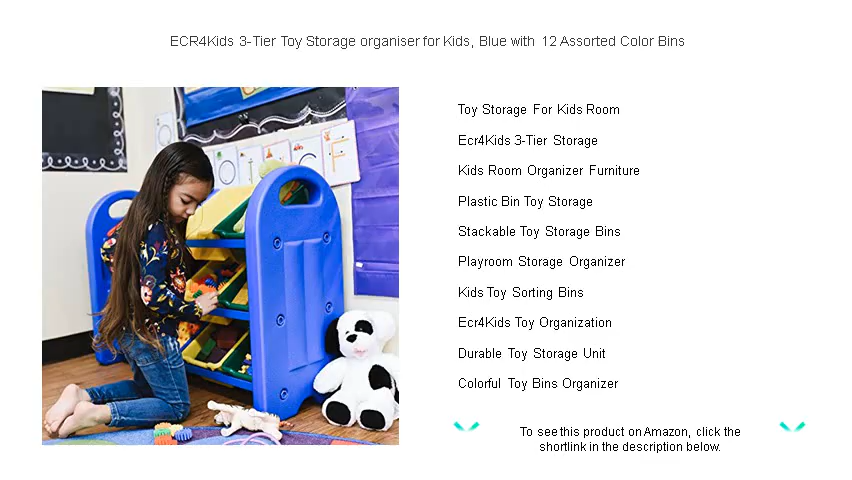 ECR4Kids 3-Tier Toy Storage organiser for Kids, Blue with 12 Assorted Color Bins
Toy Storage For Kids Room
Ecr4Kids 3-Tier Storage
Kids Room Organizer Furniture
Plastic Bin Toy Storage
Stackable Toy Storage Bins
Playroom Storage Organizer
Kids Toy Sorting Bins
Ecr4Kids Toy Organization
Durable Toy Storage Unit
Colorful Toy Bins Organizer
To see this product on Amazon, click the
shortlink in the description below.